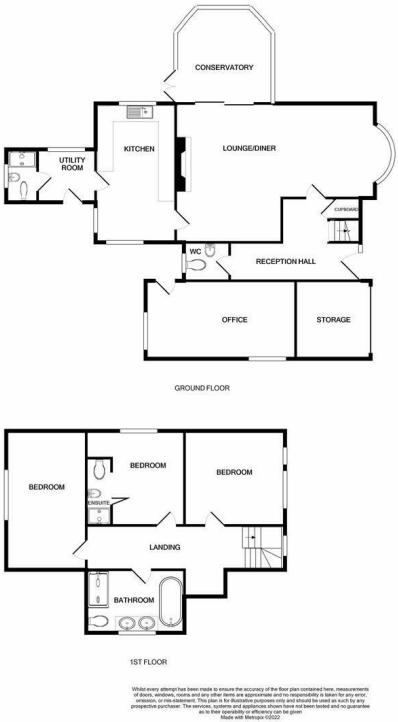 CONSERVATORY
KITCHEN
LOUNGE/DINER
UTILITY
ROOM
CUPBOARD
WC
RECEPTION HALL
OFFICE
STORAGE
GROUND FLOOR
BEDROOM
BEDROOM
BEDROOM
ENSUITE
LANDING
BATHROOM
1ST FLOOR
Whilst every attempt has been made to ensure the accuracy of the floor plan contained here, measurements
of doors, windows, rooms and any other items are approximate and no responsibility is taken for any error,
omission, or mis-statement. This plan is for illustrative purposes only and should be used as such by any
prospective purchaser. The services, systems and appliances shown have not been tested and no guarantee
as to their operability or efficiency can be given
Made with Metropix ©2022